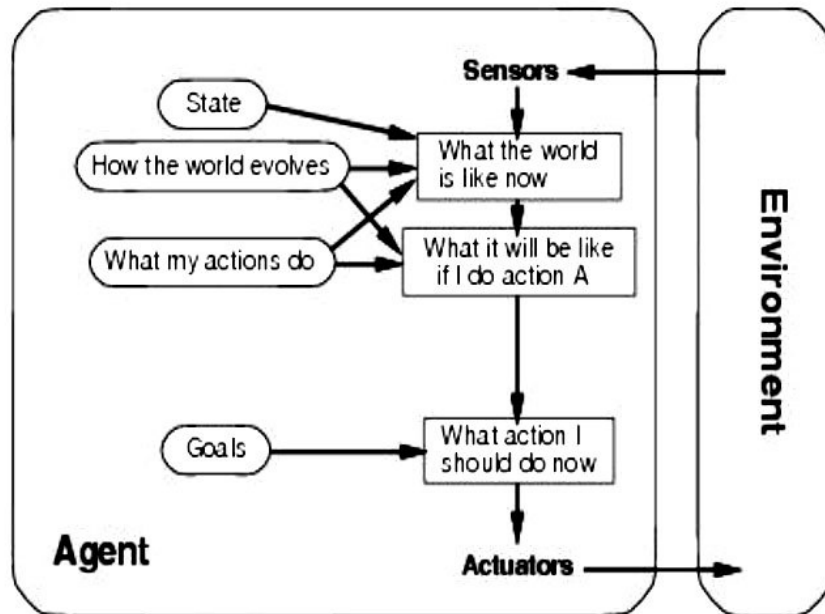 Sensors
State
What the world
is like now
How the world evolves
What my actions do
What it will be like
if I do action A
Goals
What action I
should do now
Agent
Actuators
Environment